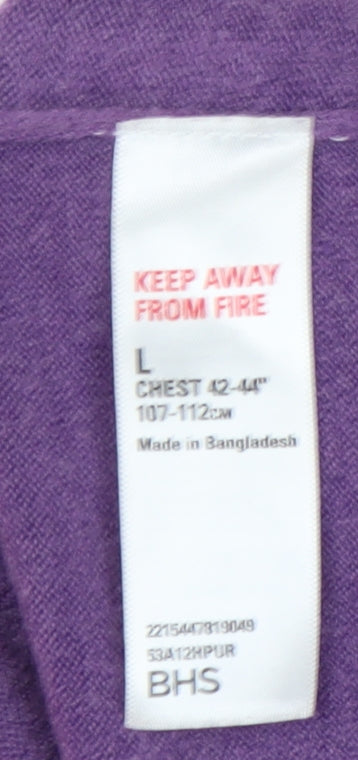 KEEP AWAY
FROM FIRE
L
CHEST 42-44"
107-112CM
Made in Bangladesh
2215447819049
53A12HPUR
BHS